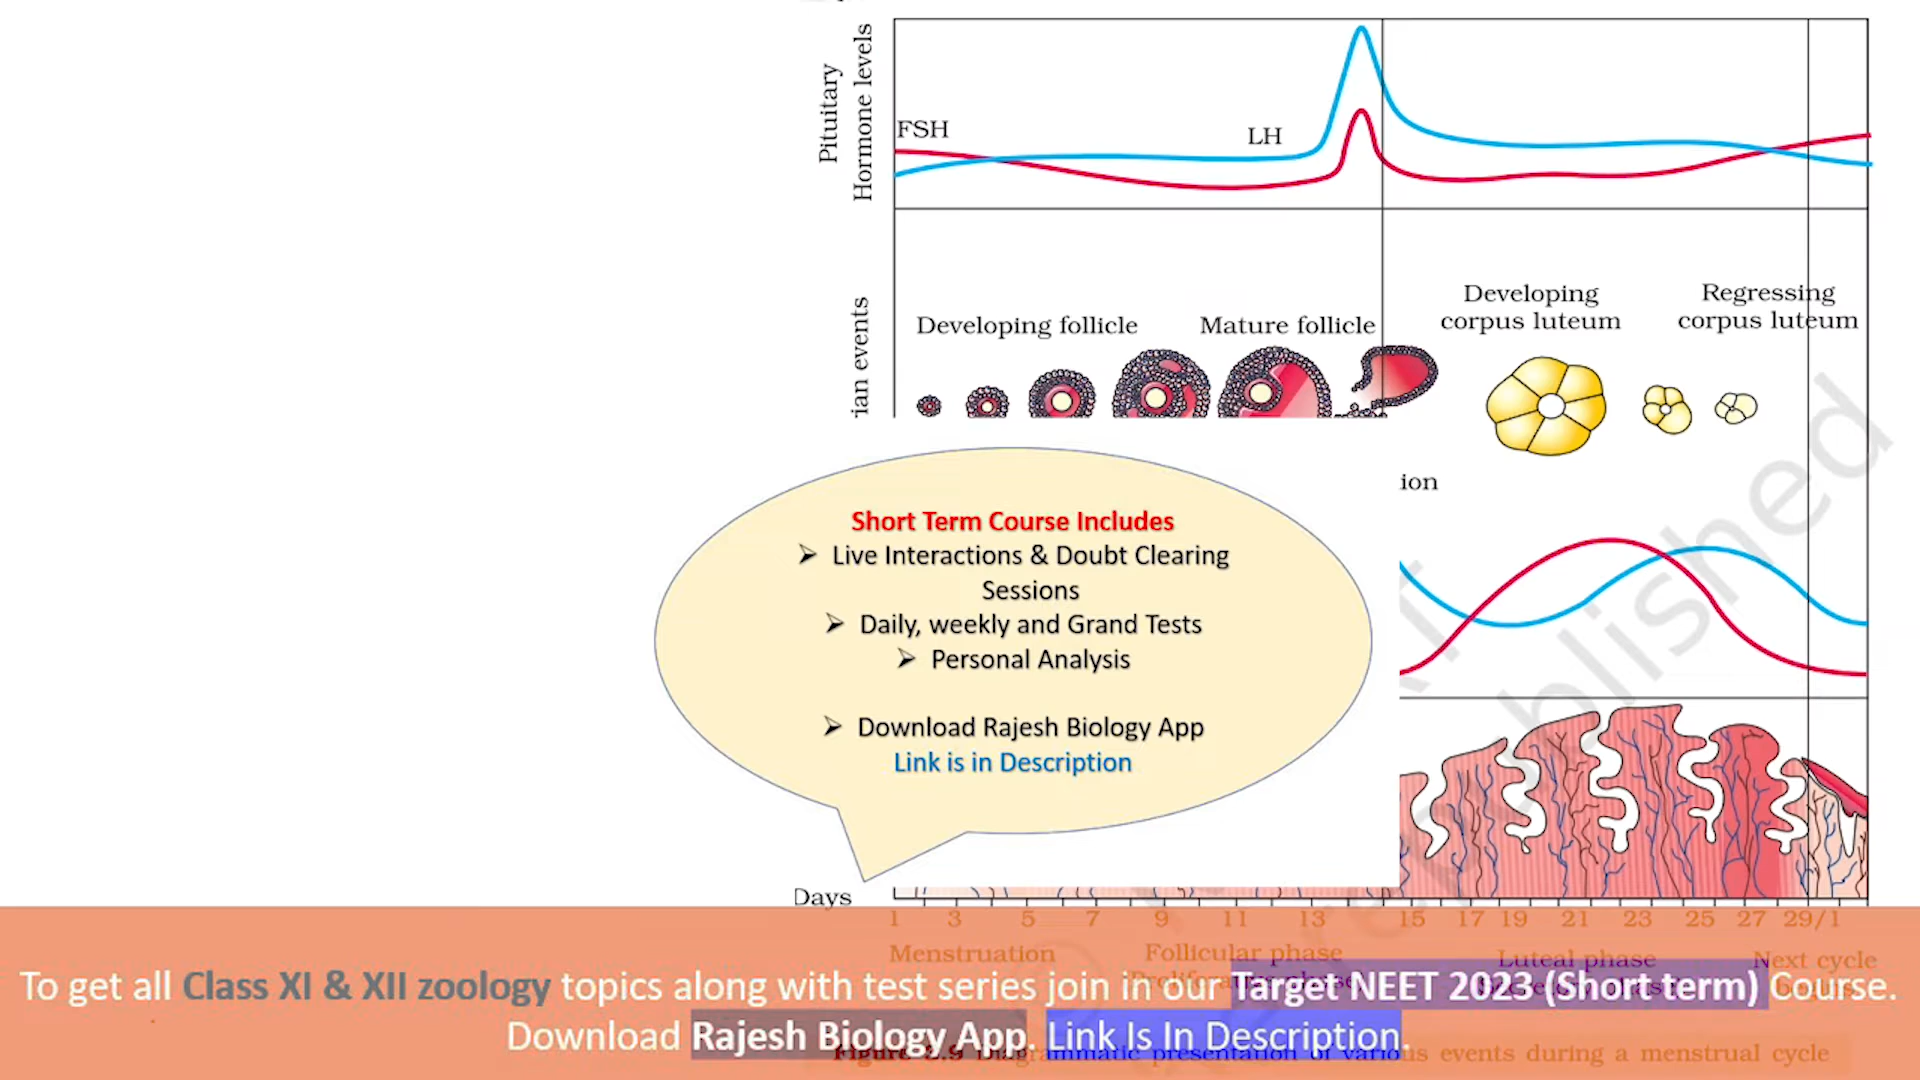 Pituitary
Hormone levels
FSH
LH
ian events
Developing follicle
Mature follicle
Developing
corpus luteum
Regressing
corpus luteum
ion
Short Term Course Includes
➢ Live Interactions & Doubt Clearing
Sessions
➢ Daily, weekly and Grand Tests
➢ Personal Analysis
➢ Download Rajesh Biology App
Link is in Description
Days
1 3 5 7 9 11 13 15 17 19 21 23 25 27 29/1
Menstruation
Follicular phase
Luteal phase
Next cycle
To get all Class XI & XII zoology topics along with test series join in our Target NEET 2023 (Short term) Course.
Download Rajesh Biology App. Link Is In Description.
presentation of various events during a menstrual cycle